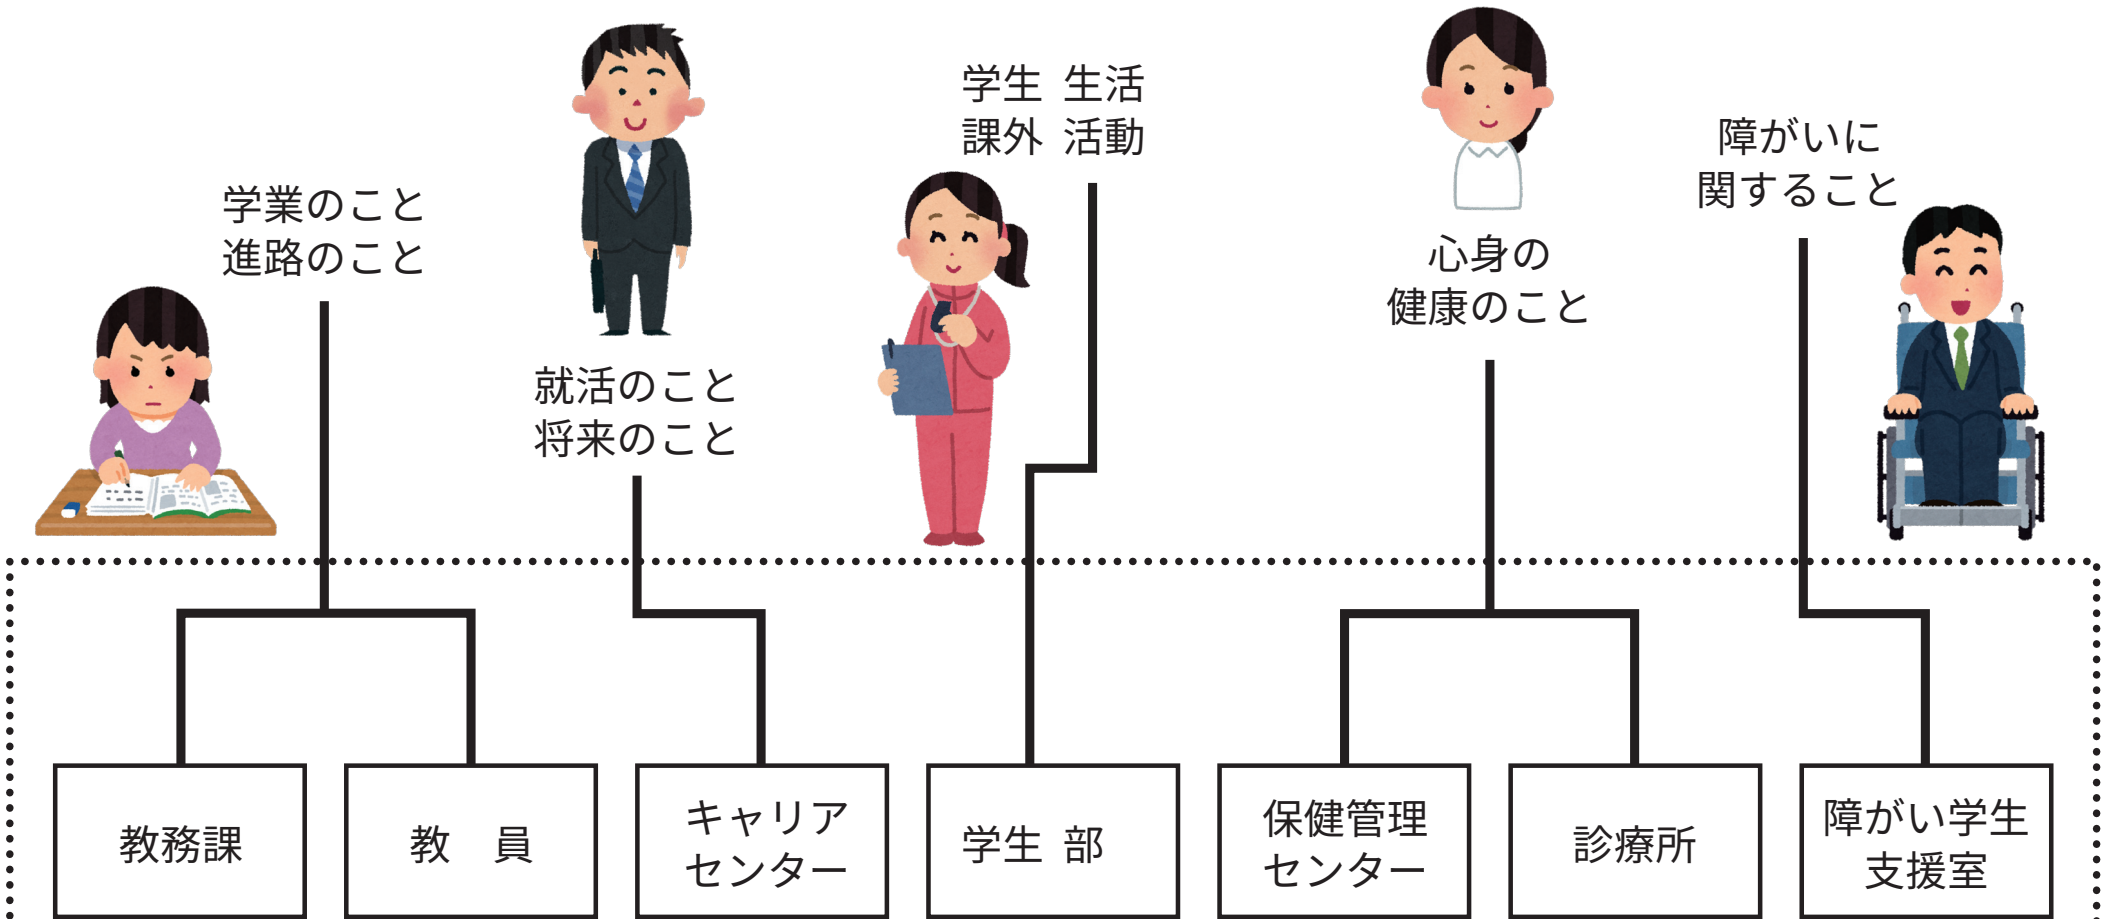 学業のこと
進路のこと
就活のこと
将来のこと
学生 生活
課外 活動
心身の
健康のこと
障がいに
関すること
教務課
教　員
キャリア
センター
学生 部
保健管理
センター
診療所
障がい学生
支援室